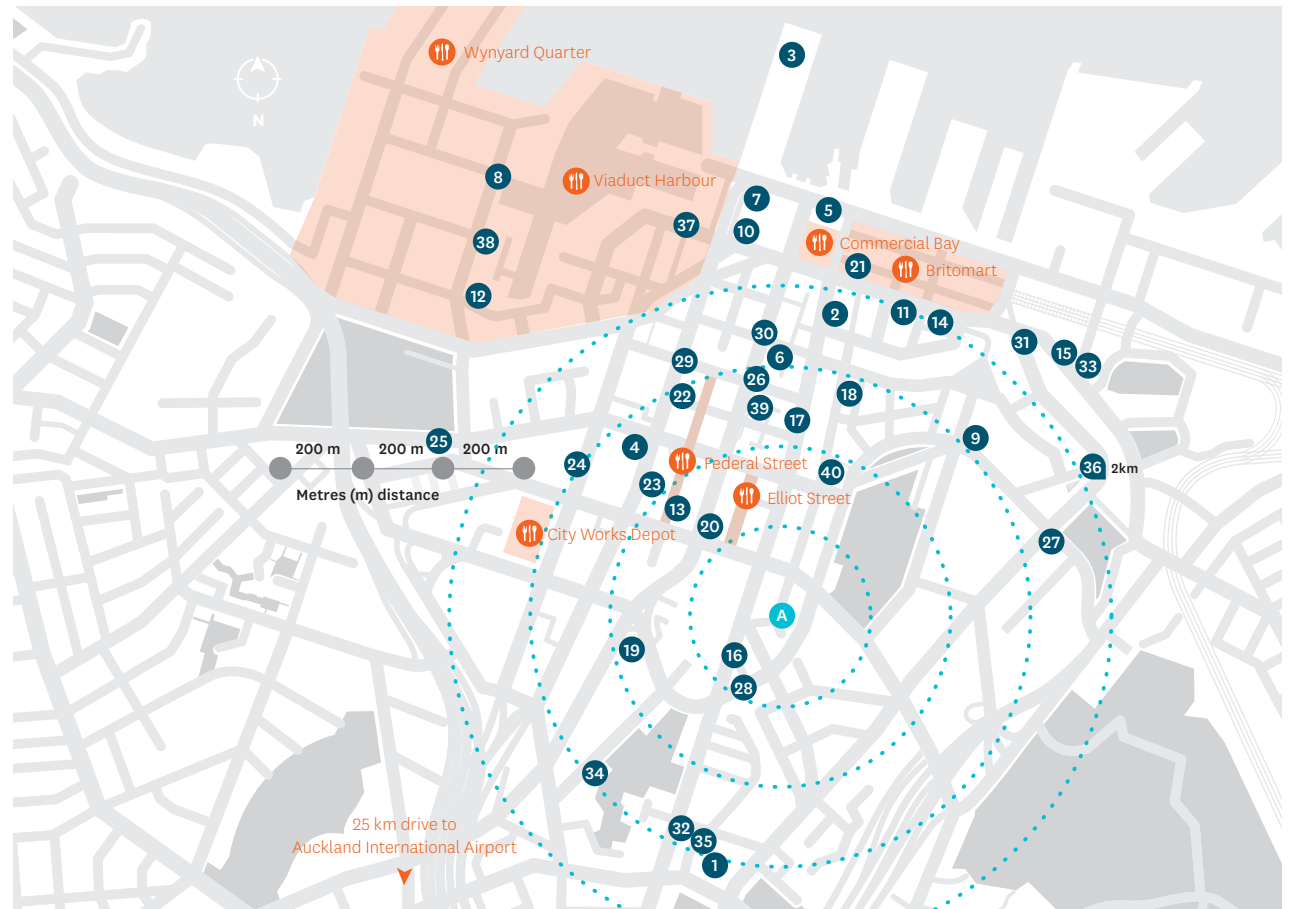 3
Wynyard Quarter
N
8
Viaduct Harbour
7
5
37
10
38
Commercial Bay
21
Britomart
12
2
11
14
30
31
6
15
29
33
26
22
18
39
17
9
25
4
200 m
200 m
200 m
24
Federal Street
40
36
2km
Metres (m) distance
23
Elliot Street
13
20
City Works Depot
27
A
19
16
28
34
25 km drive to
Auckland International Airport
32
35
1